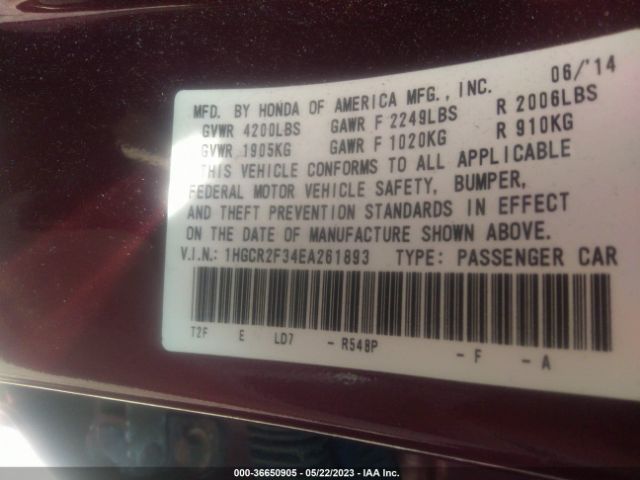 MFD. BY HONDA OF AMERICA MFG., INC. 06/'14
GVWR 4200LBS GAWR F 2249LBS R 2006LBS
GVWR 1905KG GAWR F 1020KG R 910KG
THIS VEHICLE CONFORMS TO ALL APPLICABLE
FEDERAL MOTOR VEHICLE SAFETY, BUMPER,
AND THEFT PREVENTION STANDARDS IN EFFECT
ON THE DATE OF MANUFACTURE SHOWN ABOVE.
V.I.N.: 1HGCR2F34EA261893 TYPE: PASSENGER CAR
T2F E LD7 - R548P - F - A
000-36650905 - 05/22/2023 - IAA Inc.